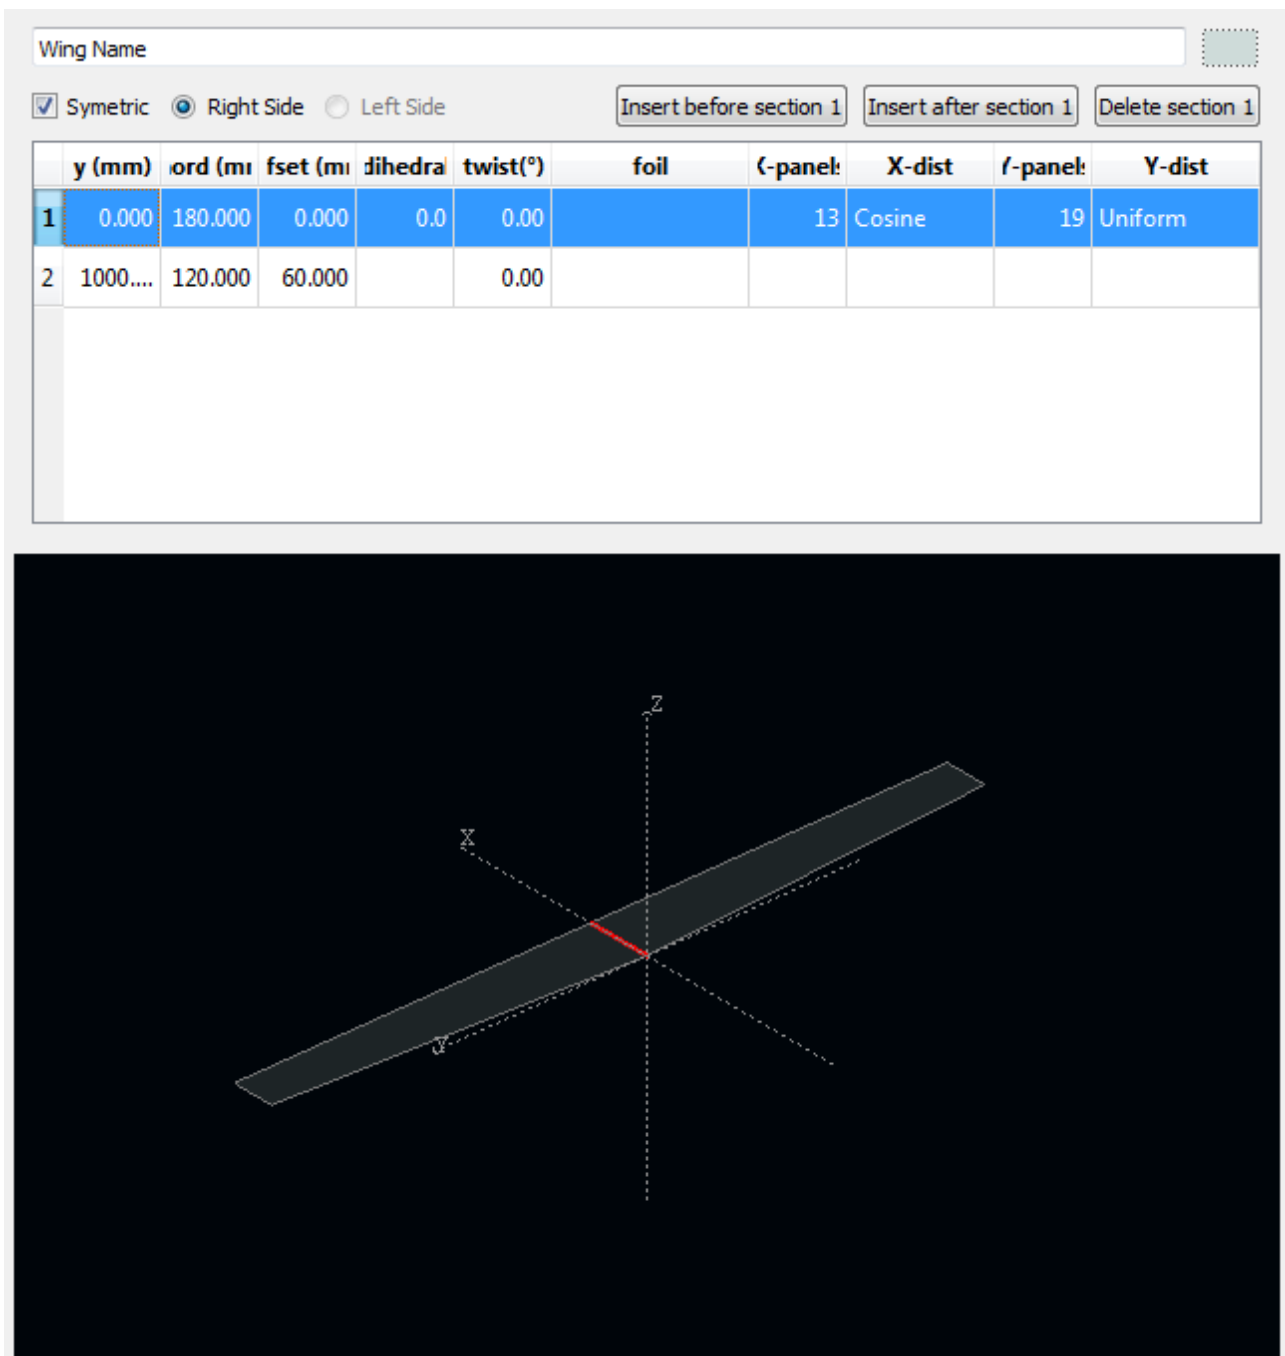 Wing Name
Symetric Right Side Left Side Insert before section 1 Insert after section 1 Delete section 1
y (mm) ord (m fset (m dihedral twist(°) foil -panel X-dist -panel Y-dist
1 0.000 180.000 0.000 0.0 0.00 13 Cosine 19 Uniform
2 1000.... 120.000 60.000 0.00
Z
X
Y